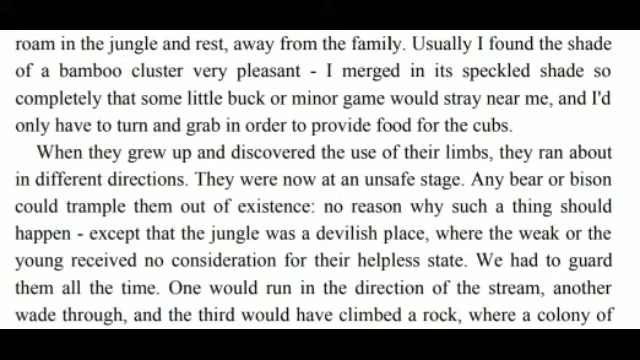 roam in the jungle and rest, away from the family. Usually I found the shade
of a bamboo cluster very pleasant - I merged in its speckled shade so
completely that some little buck or minor game would stray near me, and I'd
only have to turn and grab in order to provide food for the cubs.
When they grew up and discovered the use of their limbs, they ran about
in different directions. They were now at an unsafe stage. Any bear or bison
could trample them out of existence: no reason why such a thing should
happen - except that the jungle was a devilish place, where the weak or the
young received no consideration for their helpless state. We had to guard
them all the time. One would run in the direction of the stream, another
wade through, and the third would have climbed a rock, where a colony of